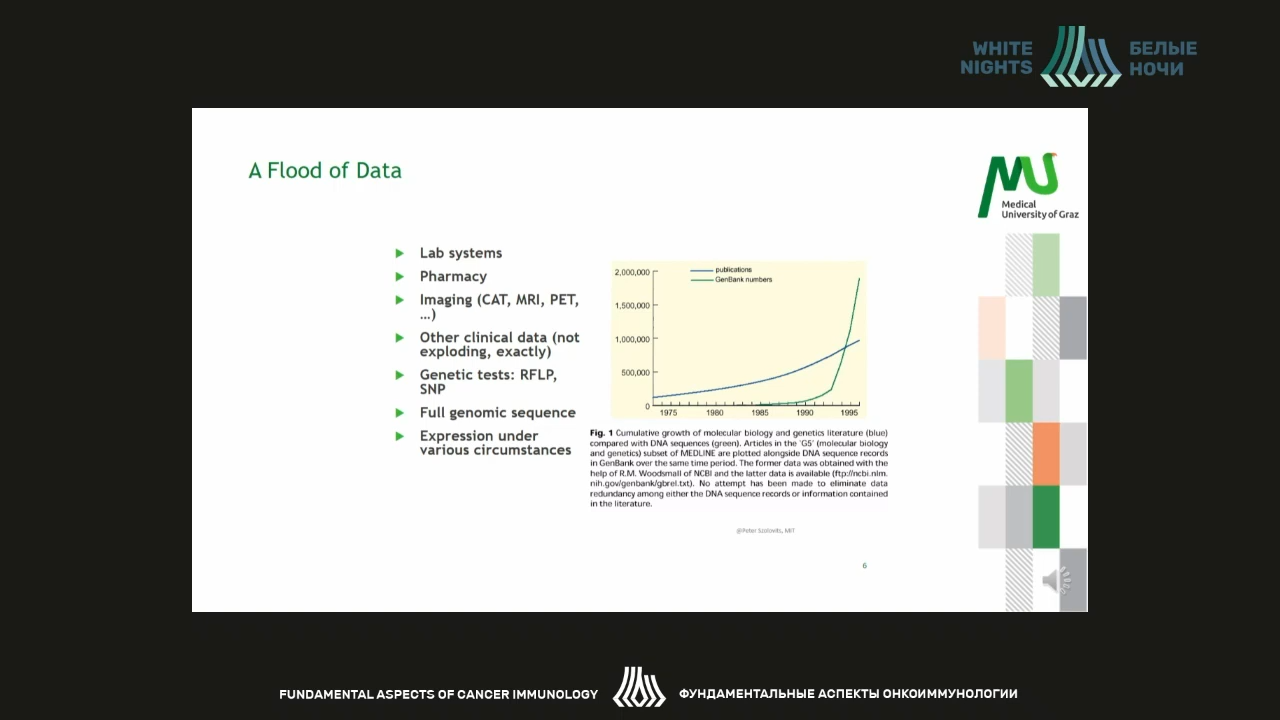 WHITE
NIGHTS
БЕЛЫЕ
НОЧИ
A Flood of Data
Medical
University of Graz
Lab systems
Pharmacy
Imaging (CAT, MRI, PET,
…)
Other clinical data (not
exploding, exactly)
Genetic tests: RFLP,
SNP
Full genomic sequence
Expression under
various circumstances
publications
GenBank numbers
2,000,000
1,500,000
1,000,000
500,000
0
1975 1980 1985 1990 1995
Fig. 1 Cumulative growth of molecular biology and genetics literature (blue)
compared with DNA sequences (green). Articles in the 'G5' (molecular biology
and genetics) subset of MEDLINE are plotted alongside DNA sequence records
in GenBank over the same time period. The former data was obtained with the
help of R.M. Woodsmall of NCBI and the latter data is available (ftp://ncbi.nlm.
nih.gov/genbank/gbrel.txt). No attempt has been made to eliminate data
redundancy among either the DNA sequence records or information contained
in the literature.
@Peter Szolovits, MIT
6
FUNDAMENTAL ASPECTS OF CANCER IMMUNOLOGY
ФУНДАМЕНТАЛЬНЫЕ АСПЕКТЫ ОНКОИММУНОЛОГИИ